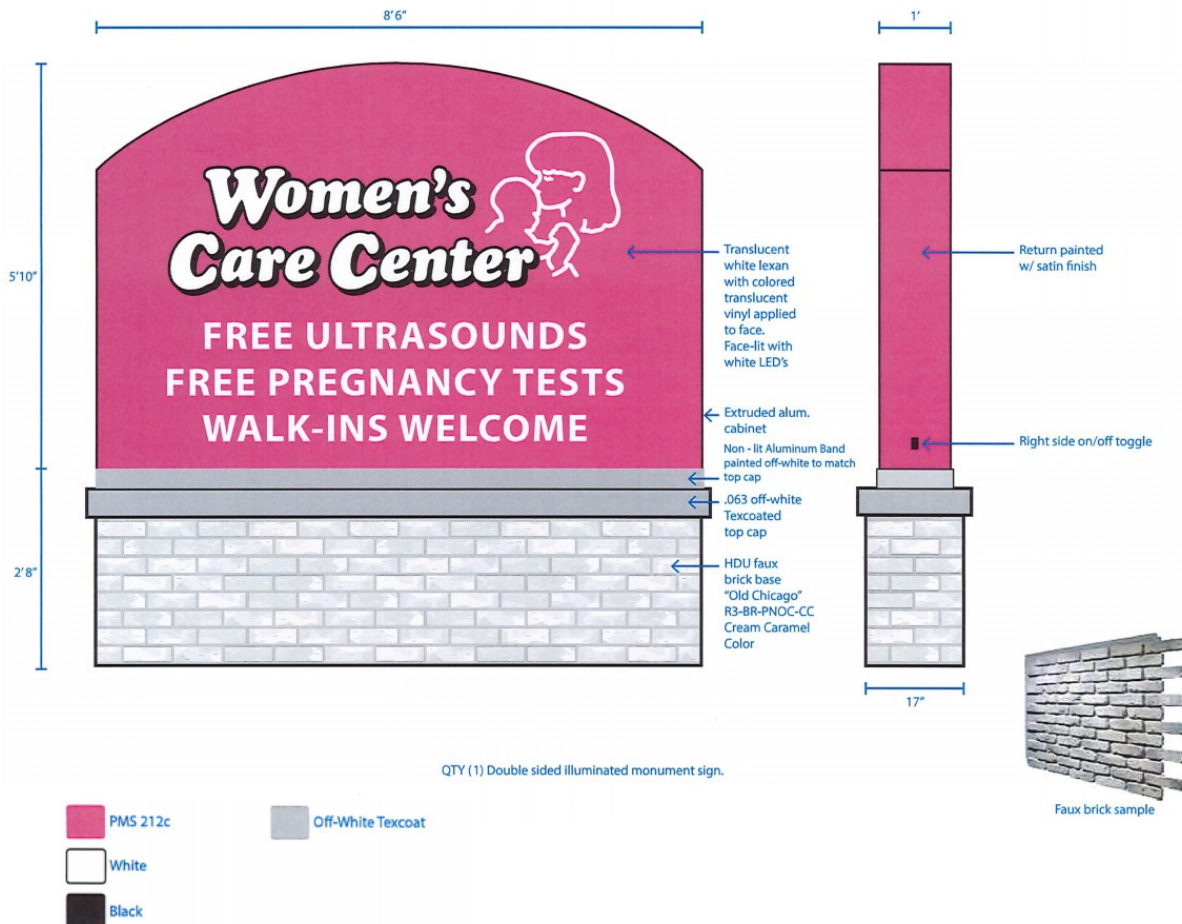 8'6"
1'
5'10"
2'8"
Women's
Care Center
FREE ULTRASOUNDS
FREE PREGNANCY TESTS
WALK-INS WELCOME
Translucent
white lexan
with colored
translucent
vinyl applied
to face.
Face-lit with
white LED's
Extruded alum.
cabinet
Non - lit Aluminum Band
painted off-white to match
top cap
.063 off-white
Texcoated
top cap
HDU faux
brick base
"Old Chicago"
R3-BR-PNOC-CC
Cream Caramel
Color
Return painted
w/ satin finish
Right side on/off toggle
17"
Faux brick sample
QTY (1) Double sided illuminated monument sign.
PMS 212c
Off-White Texcoat
White
Black